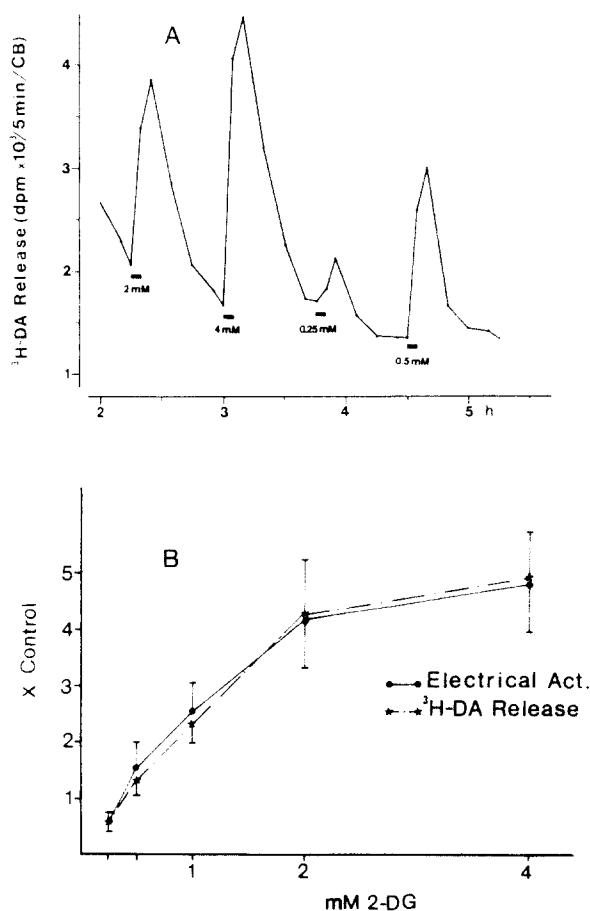 A
³H-DA Release (dpm x10³/5min/CB)
4
3
2
1
2 mM
4 mM
0.25 mM
0.5 mM
2
3
4
5
h
B
X Control
5
4
3
2
1
Electrical Act.
³H-DA Release
1
2
4
mM 2-DG